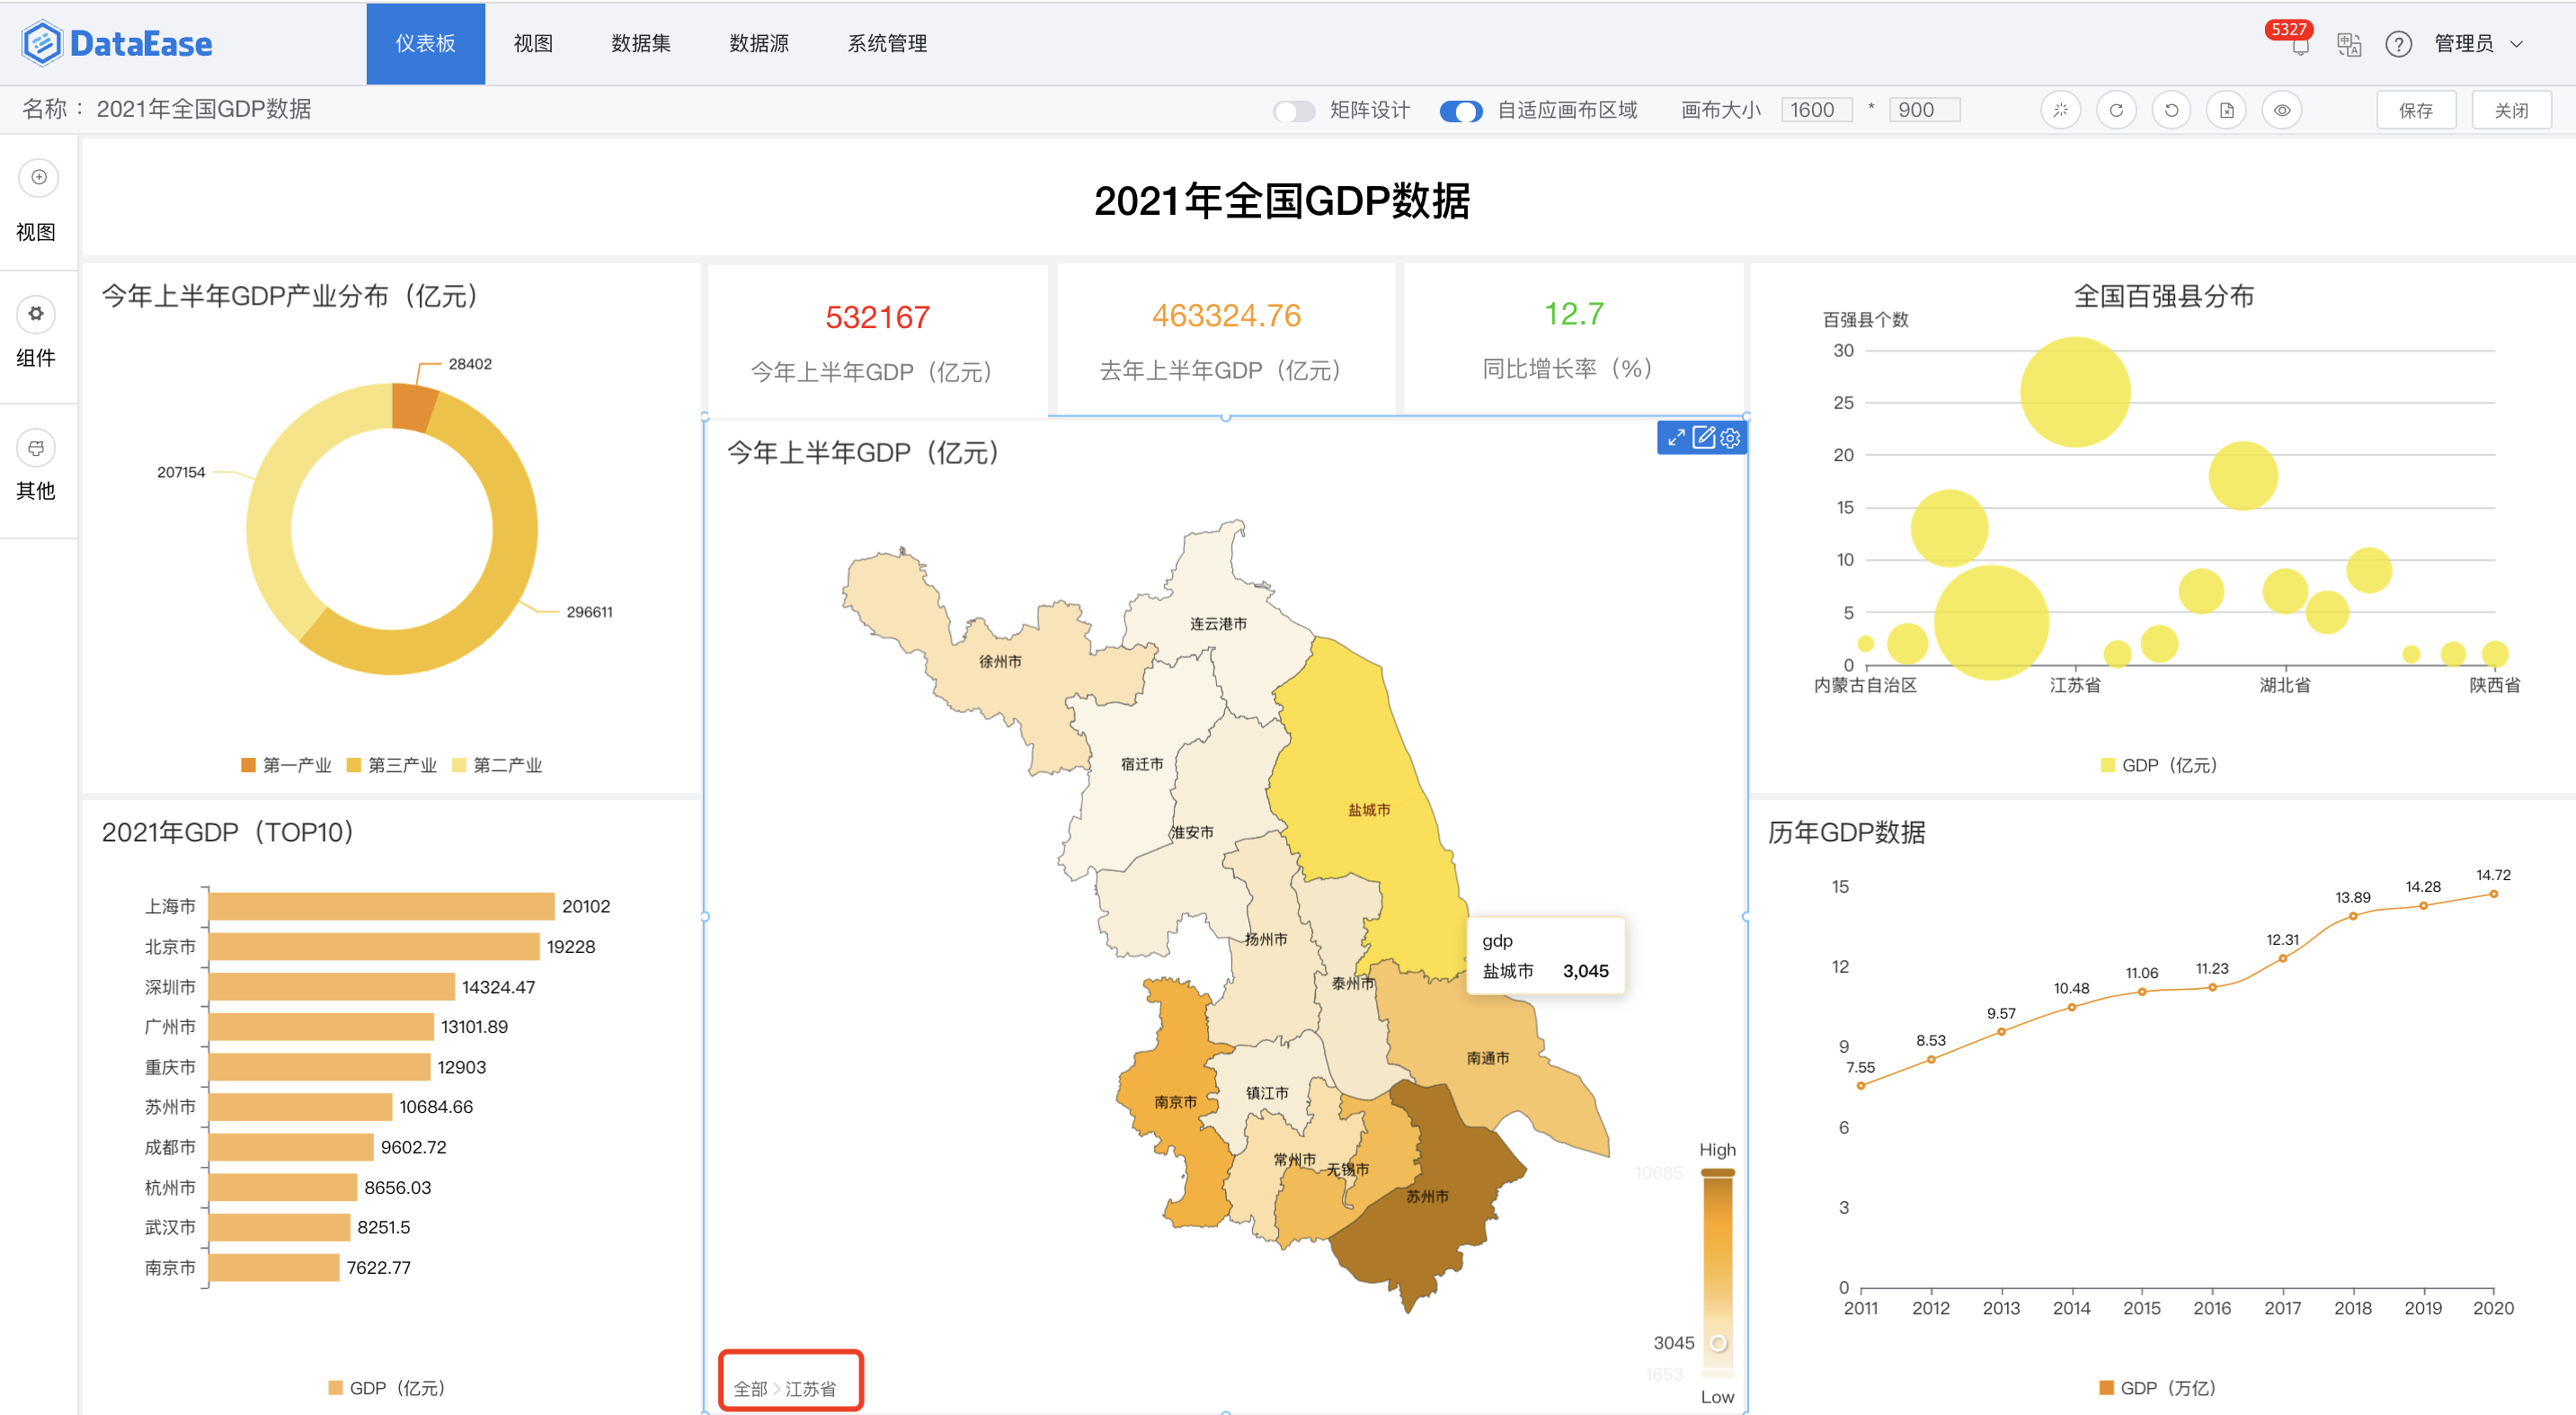 DataEase
仪表板 视图 数据集 数据源 系统管理
5327
管理员
名称： 2021年全国GDP数据
矩阵设计 自适应画布区域 画布大小 1600 * 900
保存 关闭
视图
组件
其他
2021年全国GDP数据
今年上半年GDP产业分布（亿元）
28402
207154
296611
第一产业 第三产业 第二产业
532167
今年上半年GDP（亿元）
463324.76
去年上半年GDP（亿元）
12.7
同比增长率（%）
全国百强县分布
百强县个数
30
25
20
15
10
5
0
内蒙古自治区 江苏省 湖北省 陕西省
GDP（亿元）
今年上半年GDP（亿元）
连云港市
徐州市
宿迁市
盐城市
淮安市
扬州市
泰州市
gdp
盐城市 3,045
南通市
镇江市
南京市
常州市
无锡市
苏州市
High
10685
3045
1653
Low
全部 > 江苏省
2021年GDP（TOP10）
上海市 20102
北京市 19228
深圳市 14324.47
广州市 13101.89
重庆市 12903
苏州市 10684.66
成都市 9602.72
杭州市 8656.03
武汉市 8251.5
南京市 7622.77
GDP（亿元）
历年GDP数据
15
12
9
6
3
0
7.55
8.53
9.57
10.48
11.06
11.23
12.31
13.89
14.28
14.72
2011 2012 2013 2014 2015 2016 2017 2018 2019 2020
GDP（万亿）